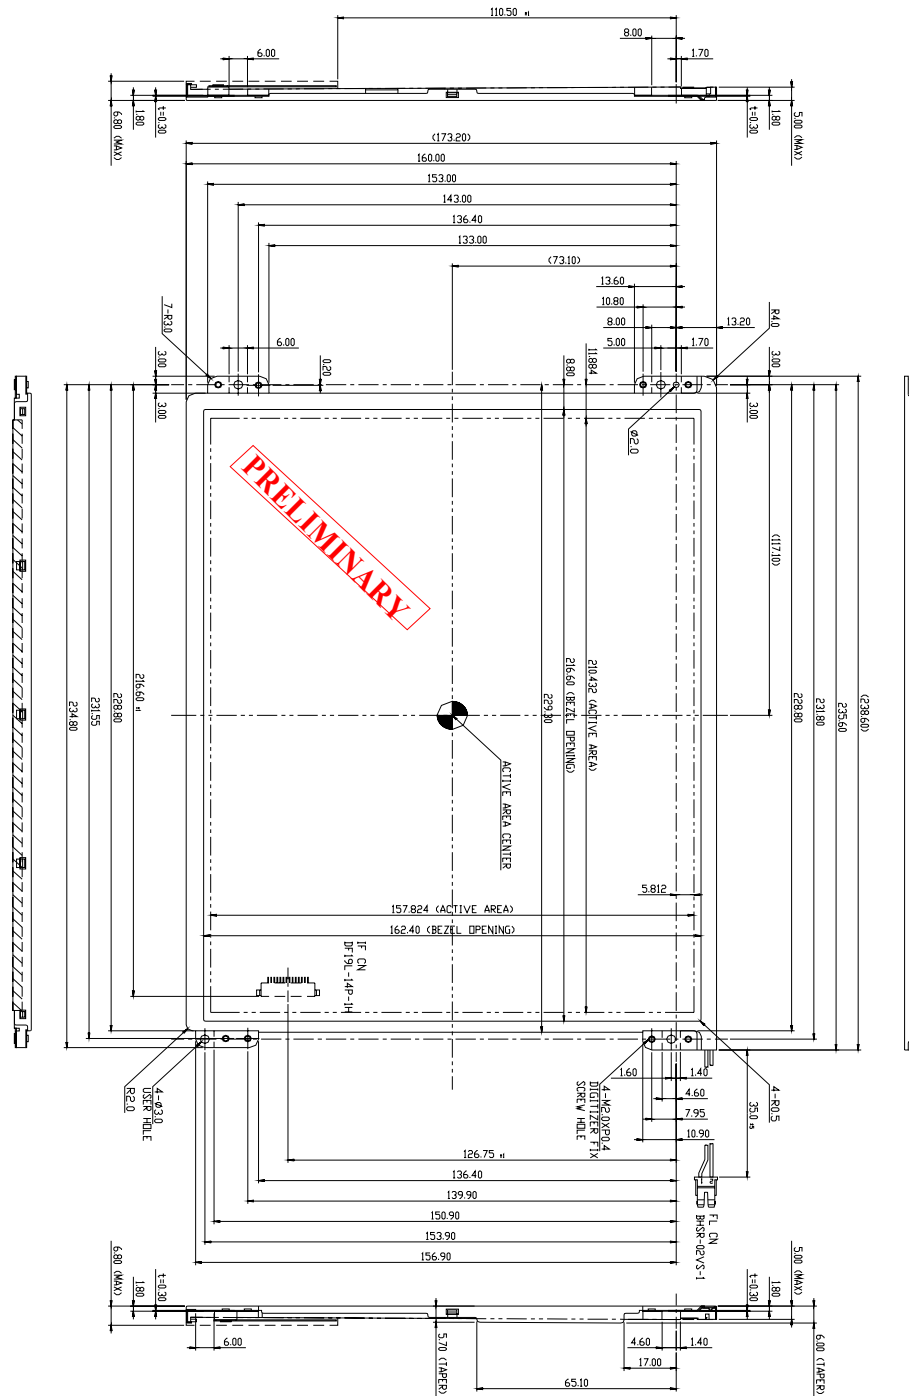 110.50 ±1
8.00
6.00
1.70
6.80 (MAX)
1.80
t=0.30
t=0.30
1.80
5.00 (MAX)
(173.20)
160.00
153.00
143.00
136.40
133.00
(73.10)
13.60
10.80
8.00
13.20
5.00
1.70
6.00
7-R3.0
3.00
3.00
0.20
8.80
11.884
R4.0
3.00
3.00
Ø2.0
PRELIMINARY
(117.10)
216.60 ±1
228.80
231.55
234.80
229.30
216.60 (BEZEL OPENING)
210.432 (ACTIVE AREA)
228.80
231.80
235.60
(238.60)
ACTIVE AREA CENTER
5.812
157.824 (ACTIVE AREA)
162.40 (BEZEL OPENING)
IF CN
DF19L-14P-1H
4-Ø3.0
USER HOLE
R2.0
4-M2.0XP0.4
DIGITIZER FIX
SCREW HOLE
1.60
1.40
4.60
7.95
10.90
4-R0.5
35.0 ±5
126.75 ±1
136.40
139.90
150.90
153.90
156.90
FL CN
BHSR-02VS-1
6.80 (MAX)
1.80
t=0.30
t=0.30
1.80
5.00 (MAX)
6.00 (TAPER)
6.00
5.70 (TAPER)
4.60
1.40
17.00
65.10